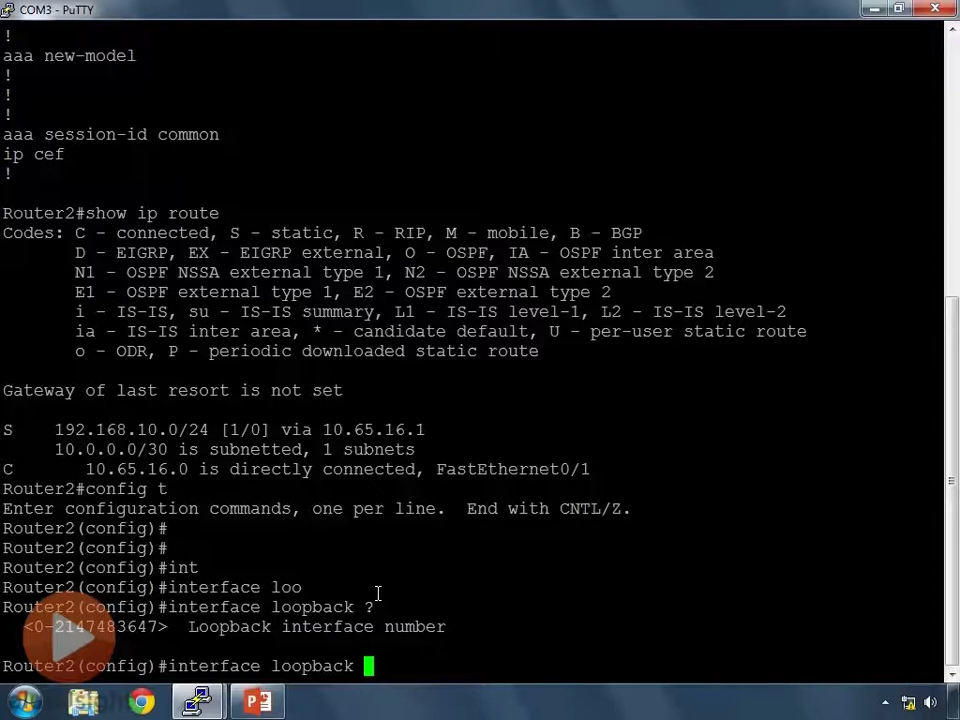 COM3 - PuTTY
!
aaa new-model
!
!
!
aaa session-id common
ip cef
!
Router2#show ip route
Codes: C - connected, S - static, R - RIP, M - mobile, B - BGP
D - EIGRP, EX - EIGRP external, O - OSPF, IA - OSPF inter area
N1 - OSPF NSSA external type 1, N2 - OSPF NSSA external type 2
E1 - OSPF external type 1, E2 - OSPF external type 2
i - IS-IS, su - IS-IS summary, L1 - IS-IS level-1, L2 - IS-IS level-2
ia - IS-IS inter area, * - candidate default, U - per-user static route
o - ODR, P - periodic downloaded static route
Gateway of last resort is not set
S    192.168.10.0/24 [1/0] via 10.65.16.1
10.0.0.0/30 is subnetted, 1 subnets
C       10.65.16.0 is directly connected, FastEthernet0/1
Router2#config t
Enter configuration commands, one per line.  End with CNTL/Z.
Router2(config)#
Router2(config)#
Router2(config)#int
Router2(config)#interface loo
Router2(config)#interface loopback ?
<0-2147483647>  Loopback interface number
Router2(config)#interface loopback